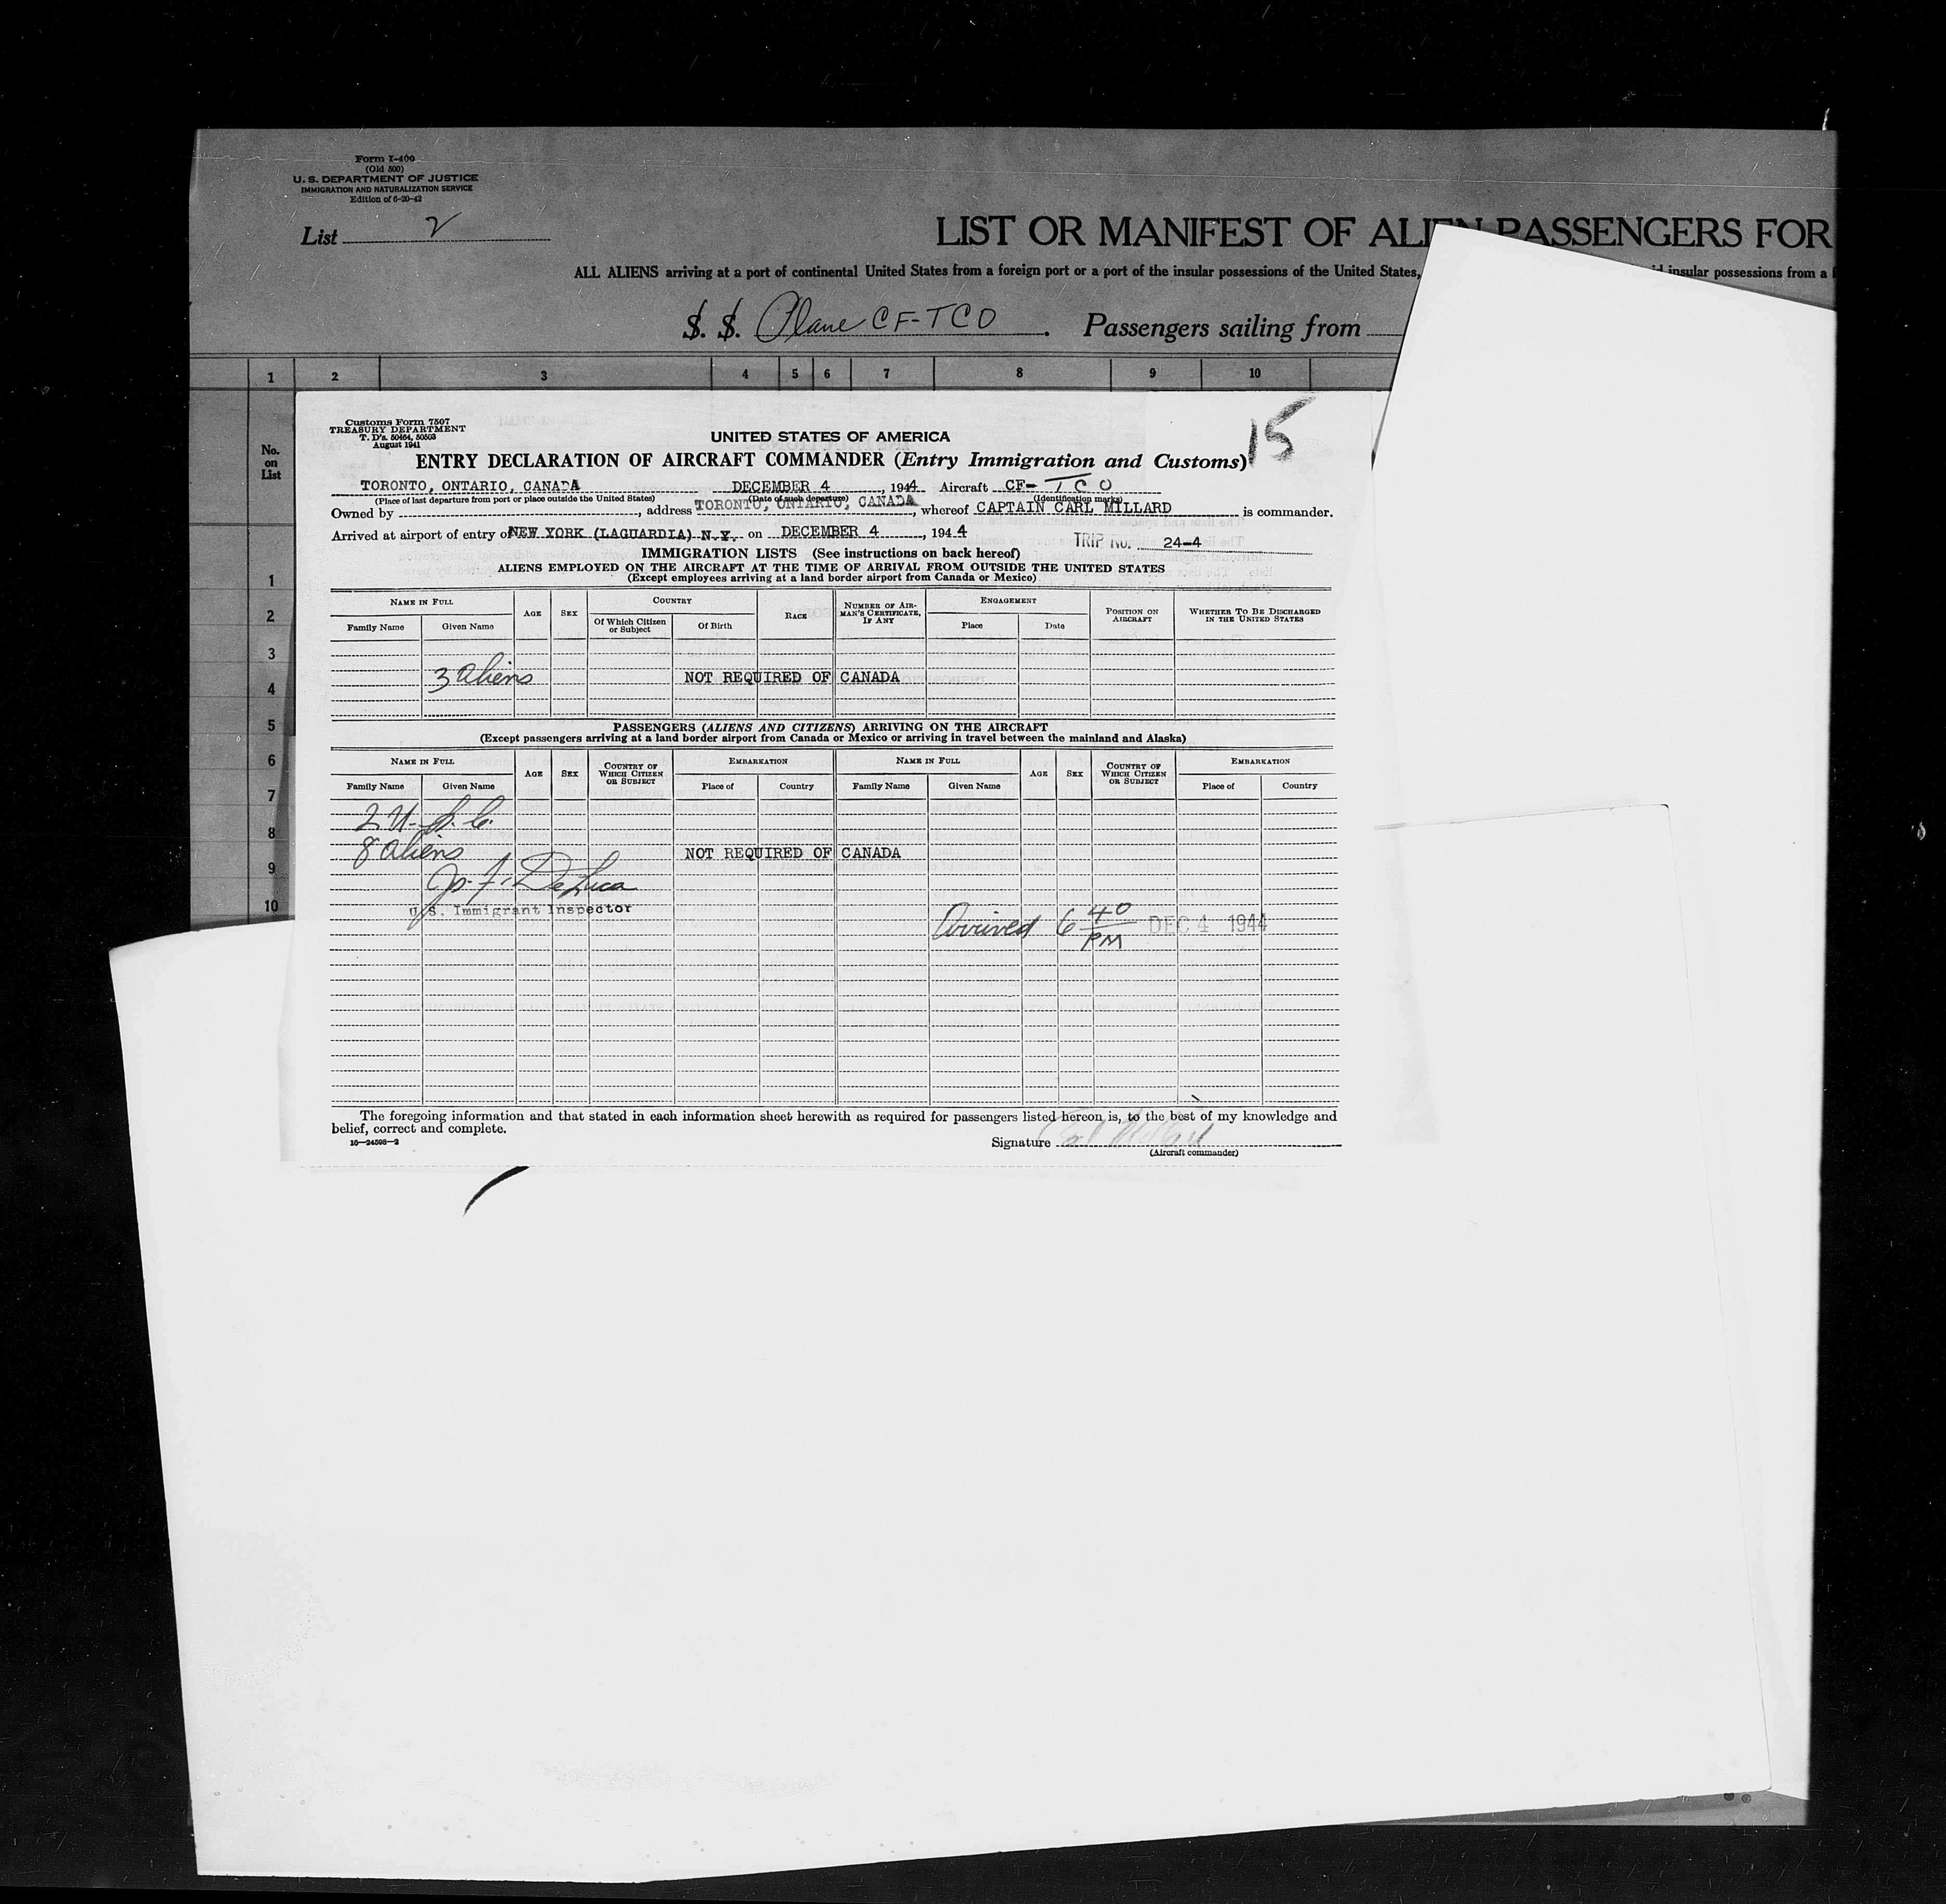 Form I-400
(Old 500)
U. S. DEPARTMENT OF JUSTICE
IMMIGRATION AND NATURALIZATION SERVICE
Edition of 6-20-42
List 2
LIST OR MANIFEST OF ALIEN PASSENGERS FOR
ALL ALIENS arriving at a port of continental United States from a foreign port or a port of the insular possessions of the United States, insular possessions from a
S. S. Plane CF-TCO. Passengers sailing from
1 2 3 4 5 6 7 8 9 10
No. on List
1
2
3
4
5
6
7
8
9
10
Customs Form 7507
TREASURY DEPARTMENT
T. D's. 50464, 50503
August 1941
15
UNITED STATES OF AMERICA
ENTRY DECLARATION OF AIRCRAFT COMMANDER (Entry Immigration and Customs)
TORONTO, ONTARIO, CANADA DECEMBER 4, 1944 Aircraft CF-TCO
(Place of last departure from port or place outside the United States) (Date of such departure) (Identification marks)
Owned by , address TORONTO, ONTARIO, CANADA, whereof CAPTAIN CARL MILLARD is commander.
Arrived at airport of entry of NEW YORK (LAGUARDIA) N.Y. on DECEMBER 4, 1944
TRIP No. 24-4
IMMIGRATION LISTS (See instructions on back hereof)
ALIENS EMPLOYED ON THE AIRCRAFT AT THE TIME OF ARRIVAL FROM OUTSIDE THE UNITED STATES
(Except employees arriving at a land border airport from Canada or Mexico)
NAME IN FULL AGE SEX COUNTRY RACE NUMBER OF AIRMAN'S CERTIFICATE, IF ANY ENGAGEMENT POSITION ON AIRCRAFT WHETHER TO BE DISCHARGED IN THE UNITED STATES
Family Name Given Name Of Which Citizen or Subject Of Birth Place Date
3 aliens NOT REQUIRED OF CANADA
PASSENGERS (ALIENS AND CITIZENS) ARRIVING ON THE AIRCRAFT
(Except passengers arriving at a land border airport from Canada or Mexico or arriving in travel between the mainland and Alaska)
NAME IN FULL AGE SEX COUNTRY OF WHICH CITIZEN OR SUBJECT EMBARKATION NAME IN FULL AGE SEX COUNTRY OF WHICH CITIZEN OR SUBJECT EMBARKATION
Family Name Given Name Place of Country Family Name Given Name Place of Country
2 U.S.C.
8 aliens NOT REQUIRED OF CANADA
Jos. F. DeLuca
U.S. Immigrant Inspector
Arrived 6 40 PM DEC 4 1944
The foregoing information and that stated in each information sheet herewith as required for passengers listed hereon is, to the best of my knowledge and
belief, correct and complete.
16—24598-2
Signature Carl Millard
(Aircraft commander)